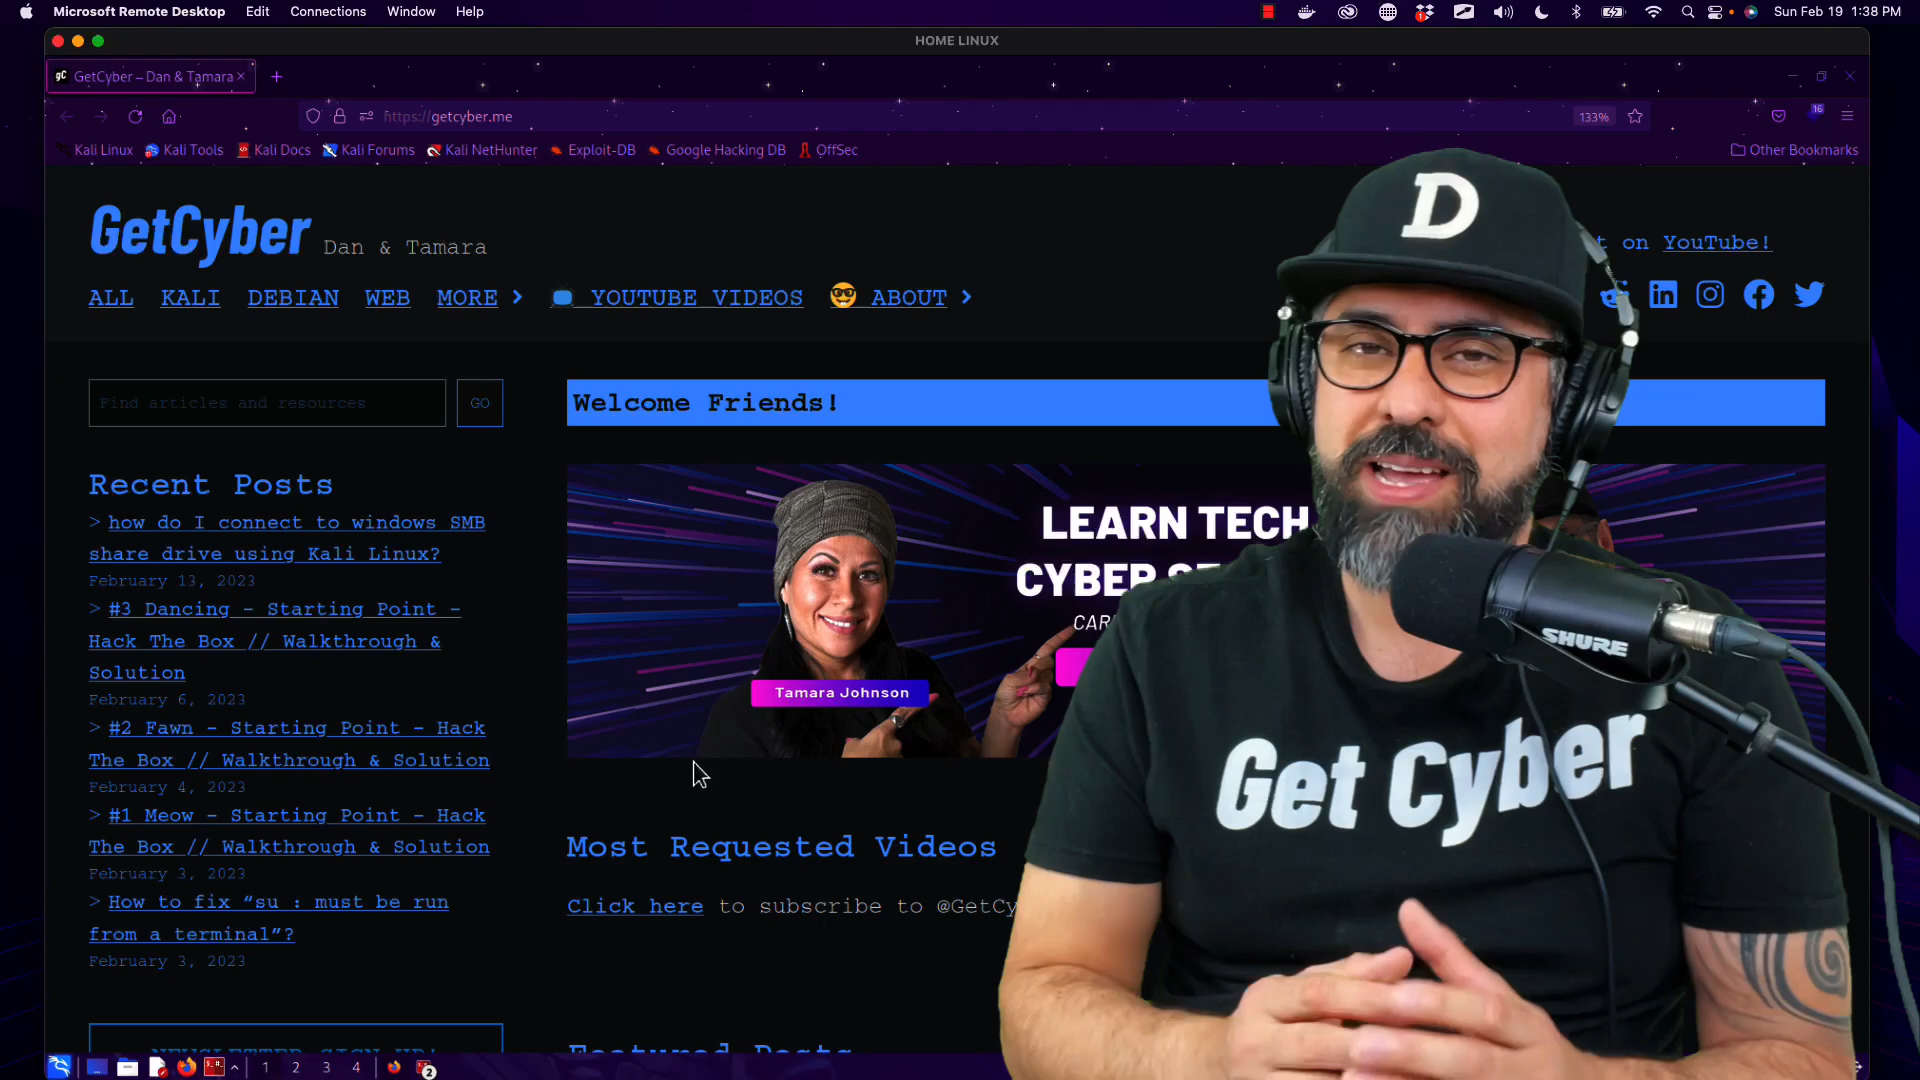 Microsoft Remote Desktop Edit Connections Window Help
1
Sun Feb 19 1:38 PM
HOME LINUX
gC GetCyber – Dan & Tamara × +
https://getcyber.me
133%
16
Kali Linux Kali Tools Kali Docs Kali Forums Kali NetHunter Exploit-DB Google Hacking DB OffSec
Other Bookmarks
GetCyber Dan & Tamara
t on YouTube!
ALL KALI DEBIAN WEB MORE YOUTUBE VIDEOS ABOUT
Find articles and resources GO
Recent Posts
> how do I connect to windows SMB
share drive using Kali Linux?
February 13, 2023
> #3 Dancing – Starting Point –
Hack The Box // Walkthrough &
Solution
February 6, 2023
> #2 Fawn – Starting Point – Hack
The Box // Walkthrough & Solution
February 4, 2023
> #1 Meow – Starting Point – Hack
The Box // Walkthrough & Solution
February 3, 2023
> How to fix “su : must be run
from a terminal”?
February 3, 2023
Welcome Friends!
LEARN TECH
CYBER
Tamara Johnson
Most Requested Videos
Click here to subscribe to @GetCy
D
SHURE
Get Cyber
1 2 3 4
2